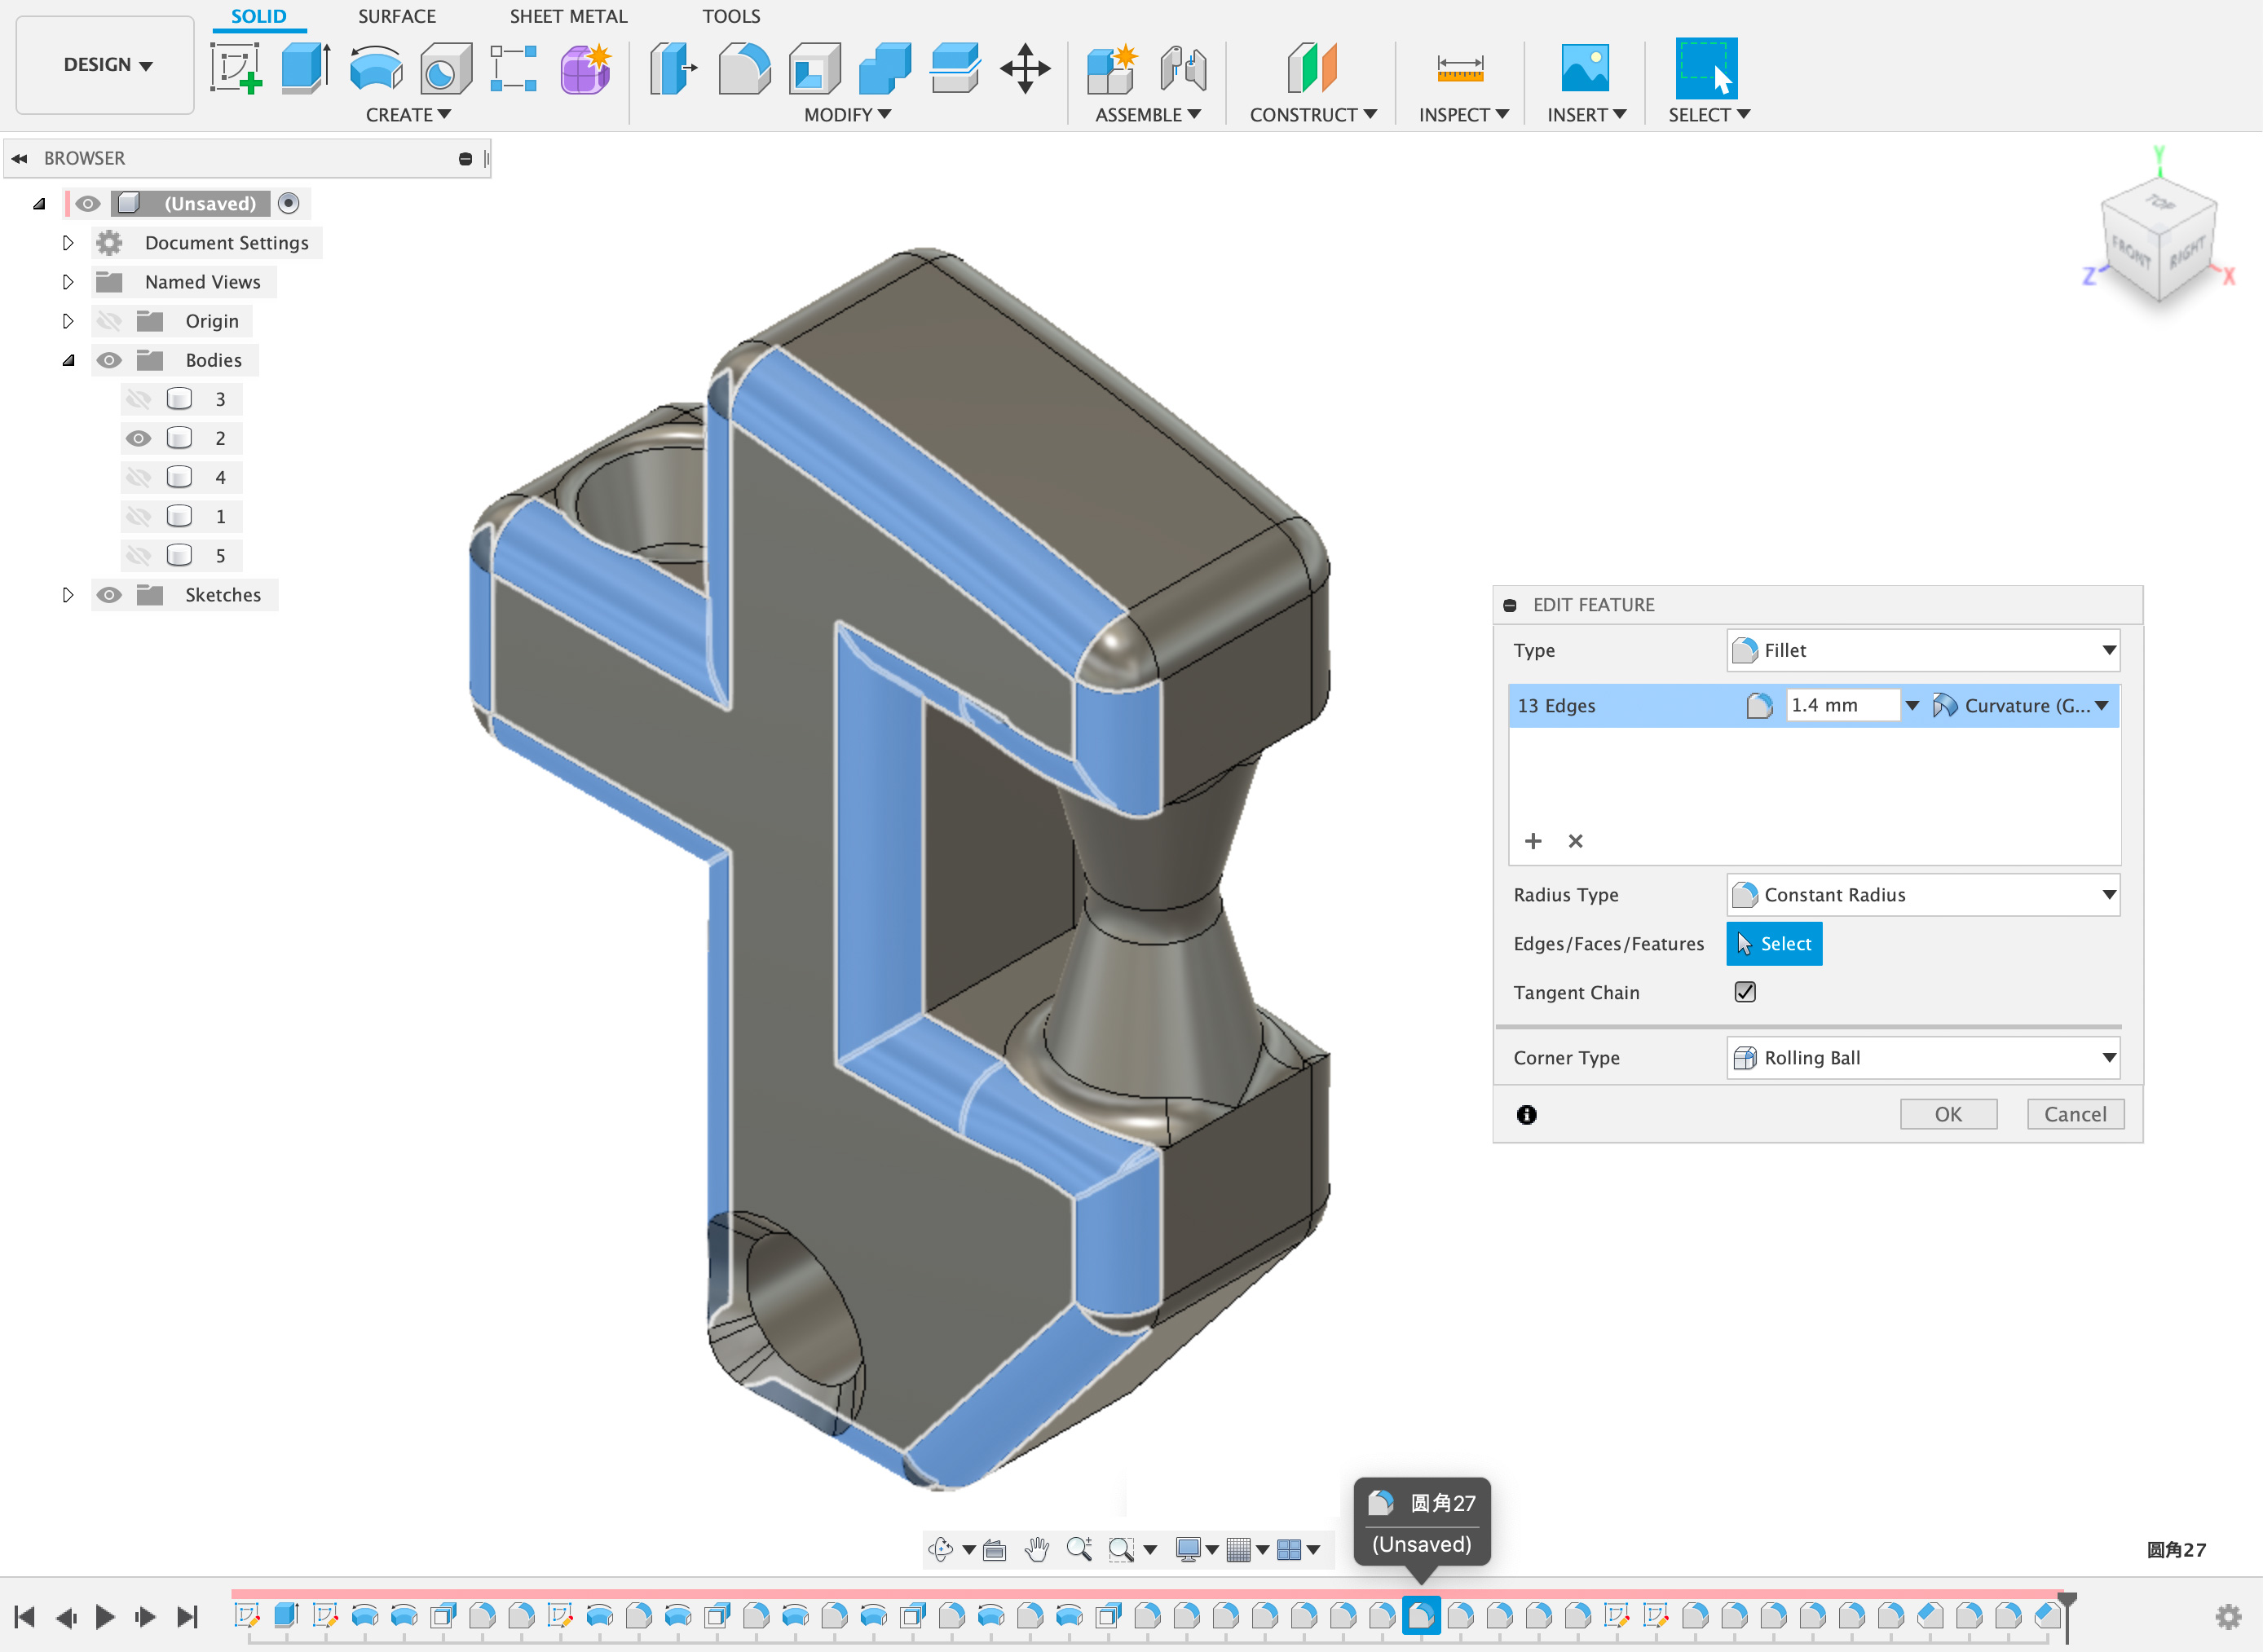 SOLID
SURFACE
SHEET METAL
TOOLS
DESIGN
CREATE
MODIFY
ASSEMBLE
CONSTRUCT
INSPECT
INSERT
SELECT
BROWSER
(Unsaved)
Document Settings
Named Views
Origin
Bodies
3
2
4
1
5
Sketches
Y
TOP
FRONT
RIGHT
Z
X
EDIT FEATURE
Type
Fillet
13 Edges
1.4 mm
Curvature (G...
Radius Type
Constant Radius
Edges/Faces/Features
Select
Tangent Chain
Corner Type
Rolling Ball
OK
Cancel
圆角27
(Unsaved)
圆角27